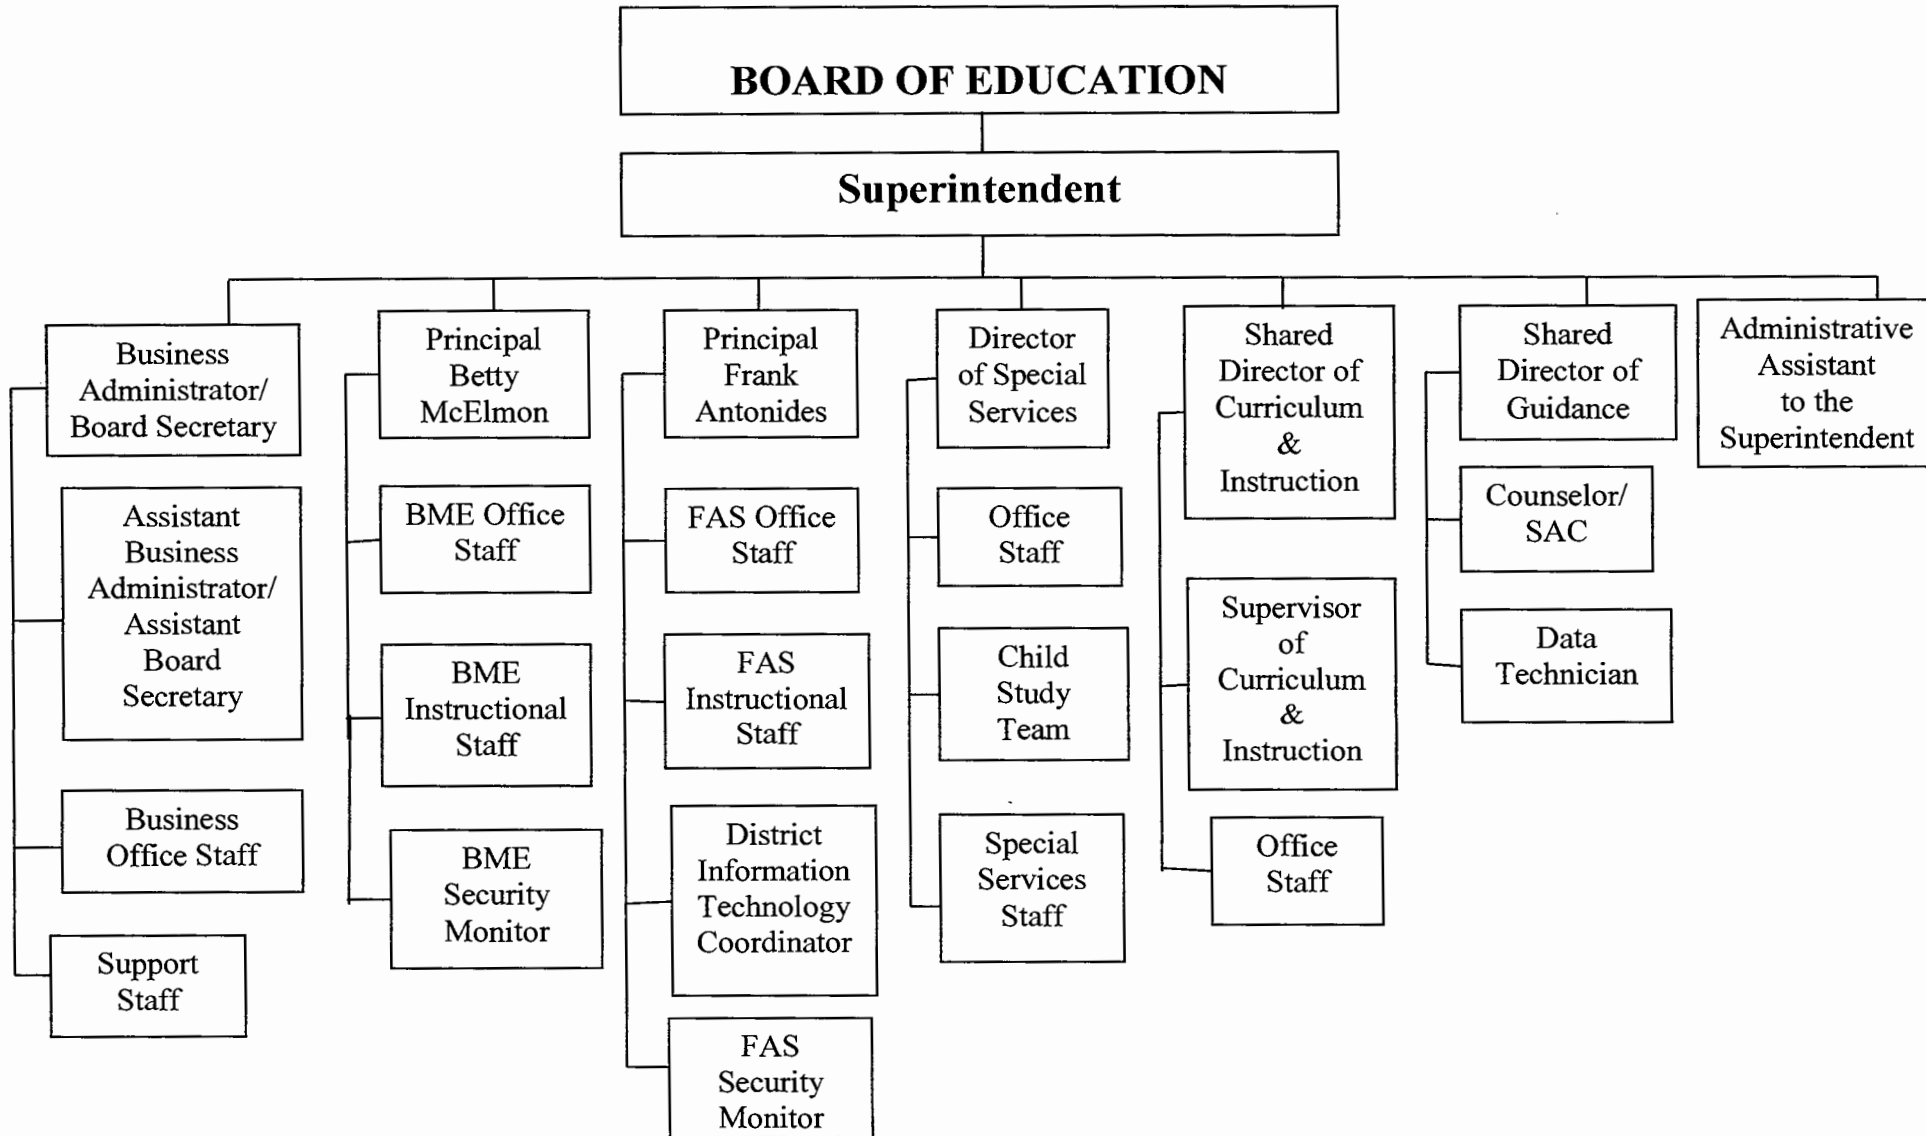 BOARD OF EDUCATION
Superintendent
Business
Administrator/
Board Secretary
Assistant
Business
Administrator/
Assistant
Board
Secretary
Business
Office Staff
Support
Staff
Principal
Betty
McElmon
BME Office
Staff
BME
Instructional
Staff
BME
Security
Monitor
Principal
Frank
Antonides
FAS Office
Staff
FAS
Instructional
Staff
District
Information
Technology
Coordinator
FAS
Security
Monitor
Director
of Special
Services
Office
Staff
Child
Study
Team
Special
Services
Staff
Shared
Director of
Curriculum
&
Instruction
Supervisor
of
Curriculum
&
Instruction
Office
Staff
Shared
Director of
Guidance
Counselor/
SAC
Data
Technician
Administrative
Assistant
to the
Superintendent